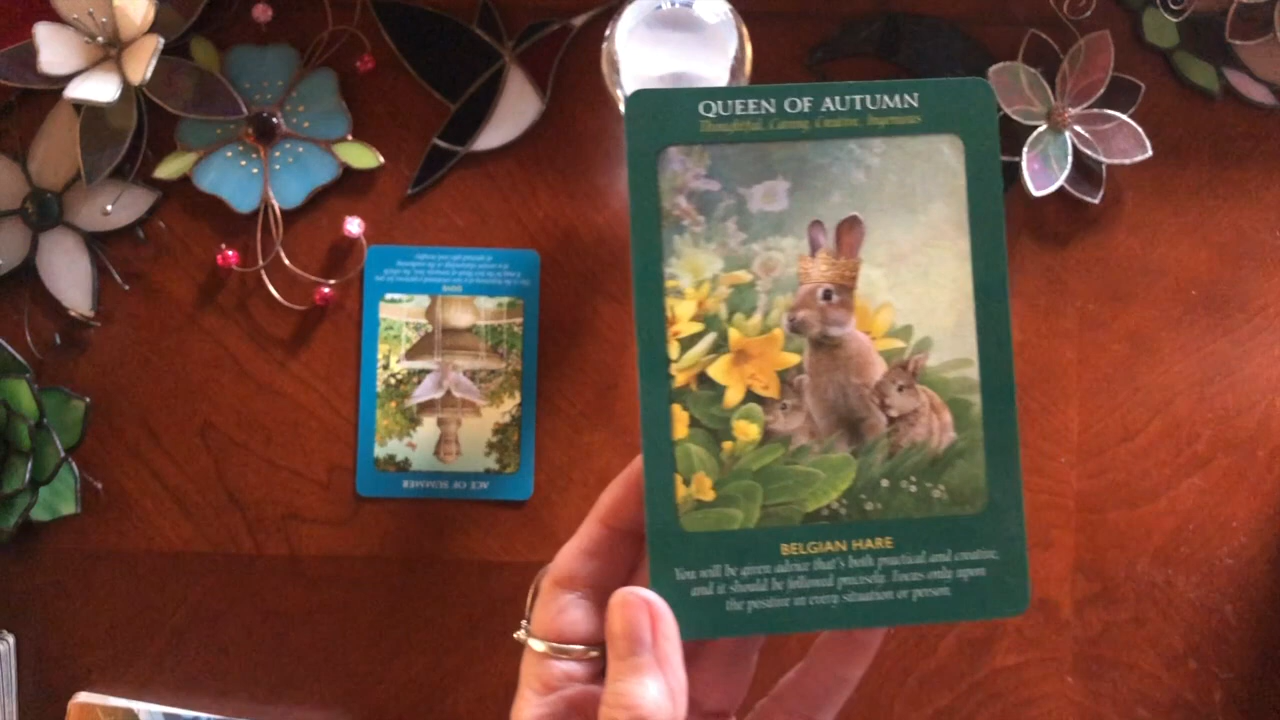 QUEEN OF AUTUMN
Thoughtful, Caring, Creative, Ingenious
BELGIAN HARE
You will be given advice that's both practical and creative,
and it should be followed precisely. Focus only upon
the positive in every situation or person.
ACE OF SUMMER
DOVE